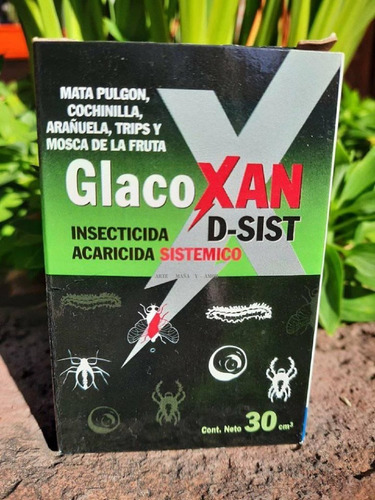 MATA PULGON,
COCHINILLA,
ARAÑUELA, TRIPS Y
MOSCA DE LA FRUTA
GlacoXAN
D-SIST
INSECTICIDA
ACARICIDA SISTEMICO
Cont. Neto 30 cm³